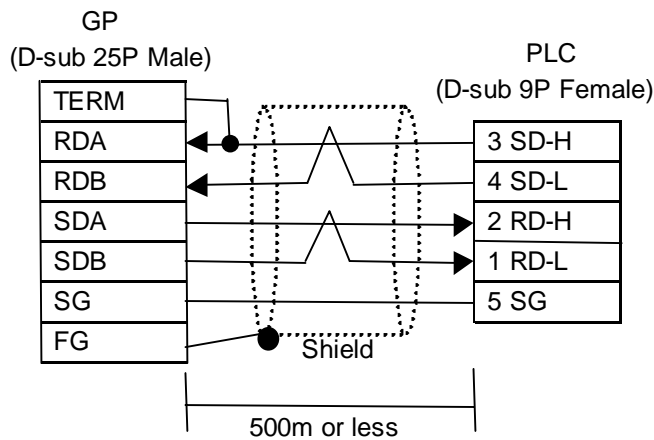 GP
(D-sub 25P Male)
PLC
(D-sub 9P Female)
TERM
RDA
RDB
SDA
SDB
SG
FG
3 SD-H
4 SD-L
2 RD-H
1 RD-L
5 SG
Shield
500m or less